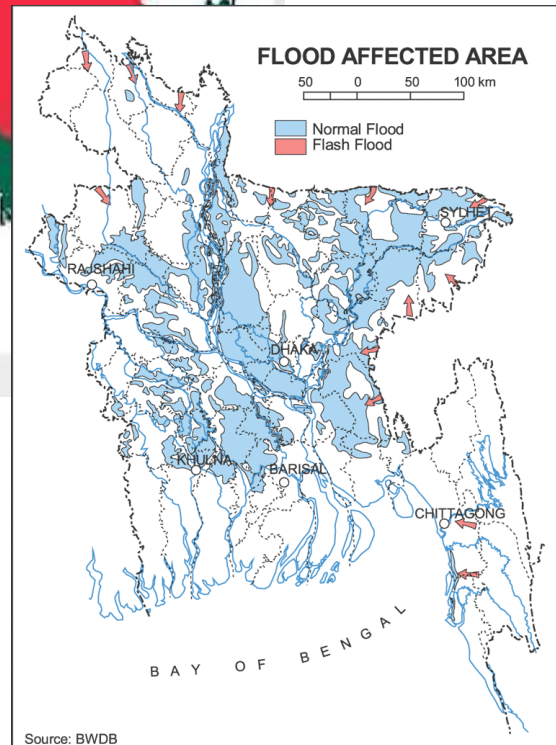 FLOOD AFFECTED AREA
50 0 50 100 km
Normal Flood
Flash Flood
SYLHET
RAJSHAHI
DHAKA
KHULNA
BARISAL
CHITTAGONG
BAY OF BENGAL
Source: BWDB